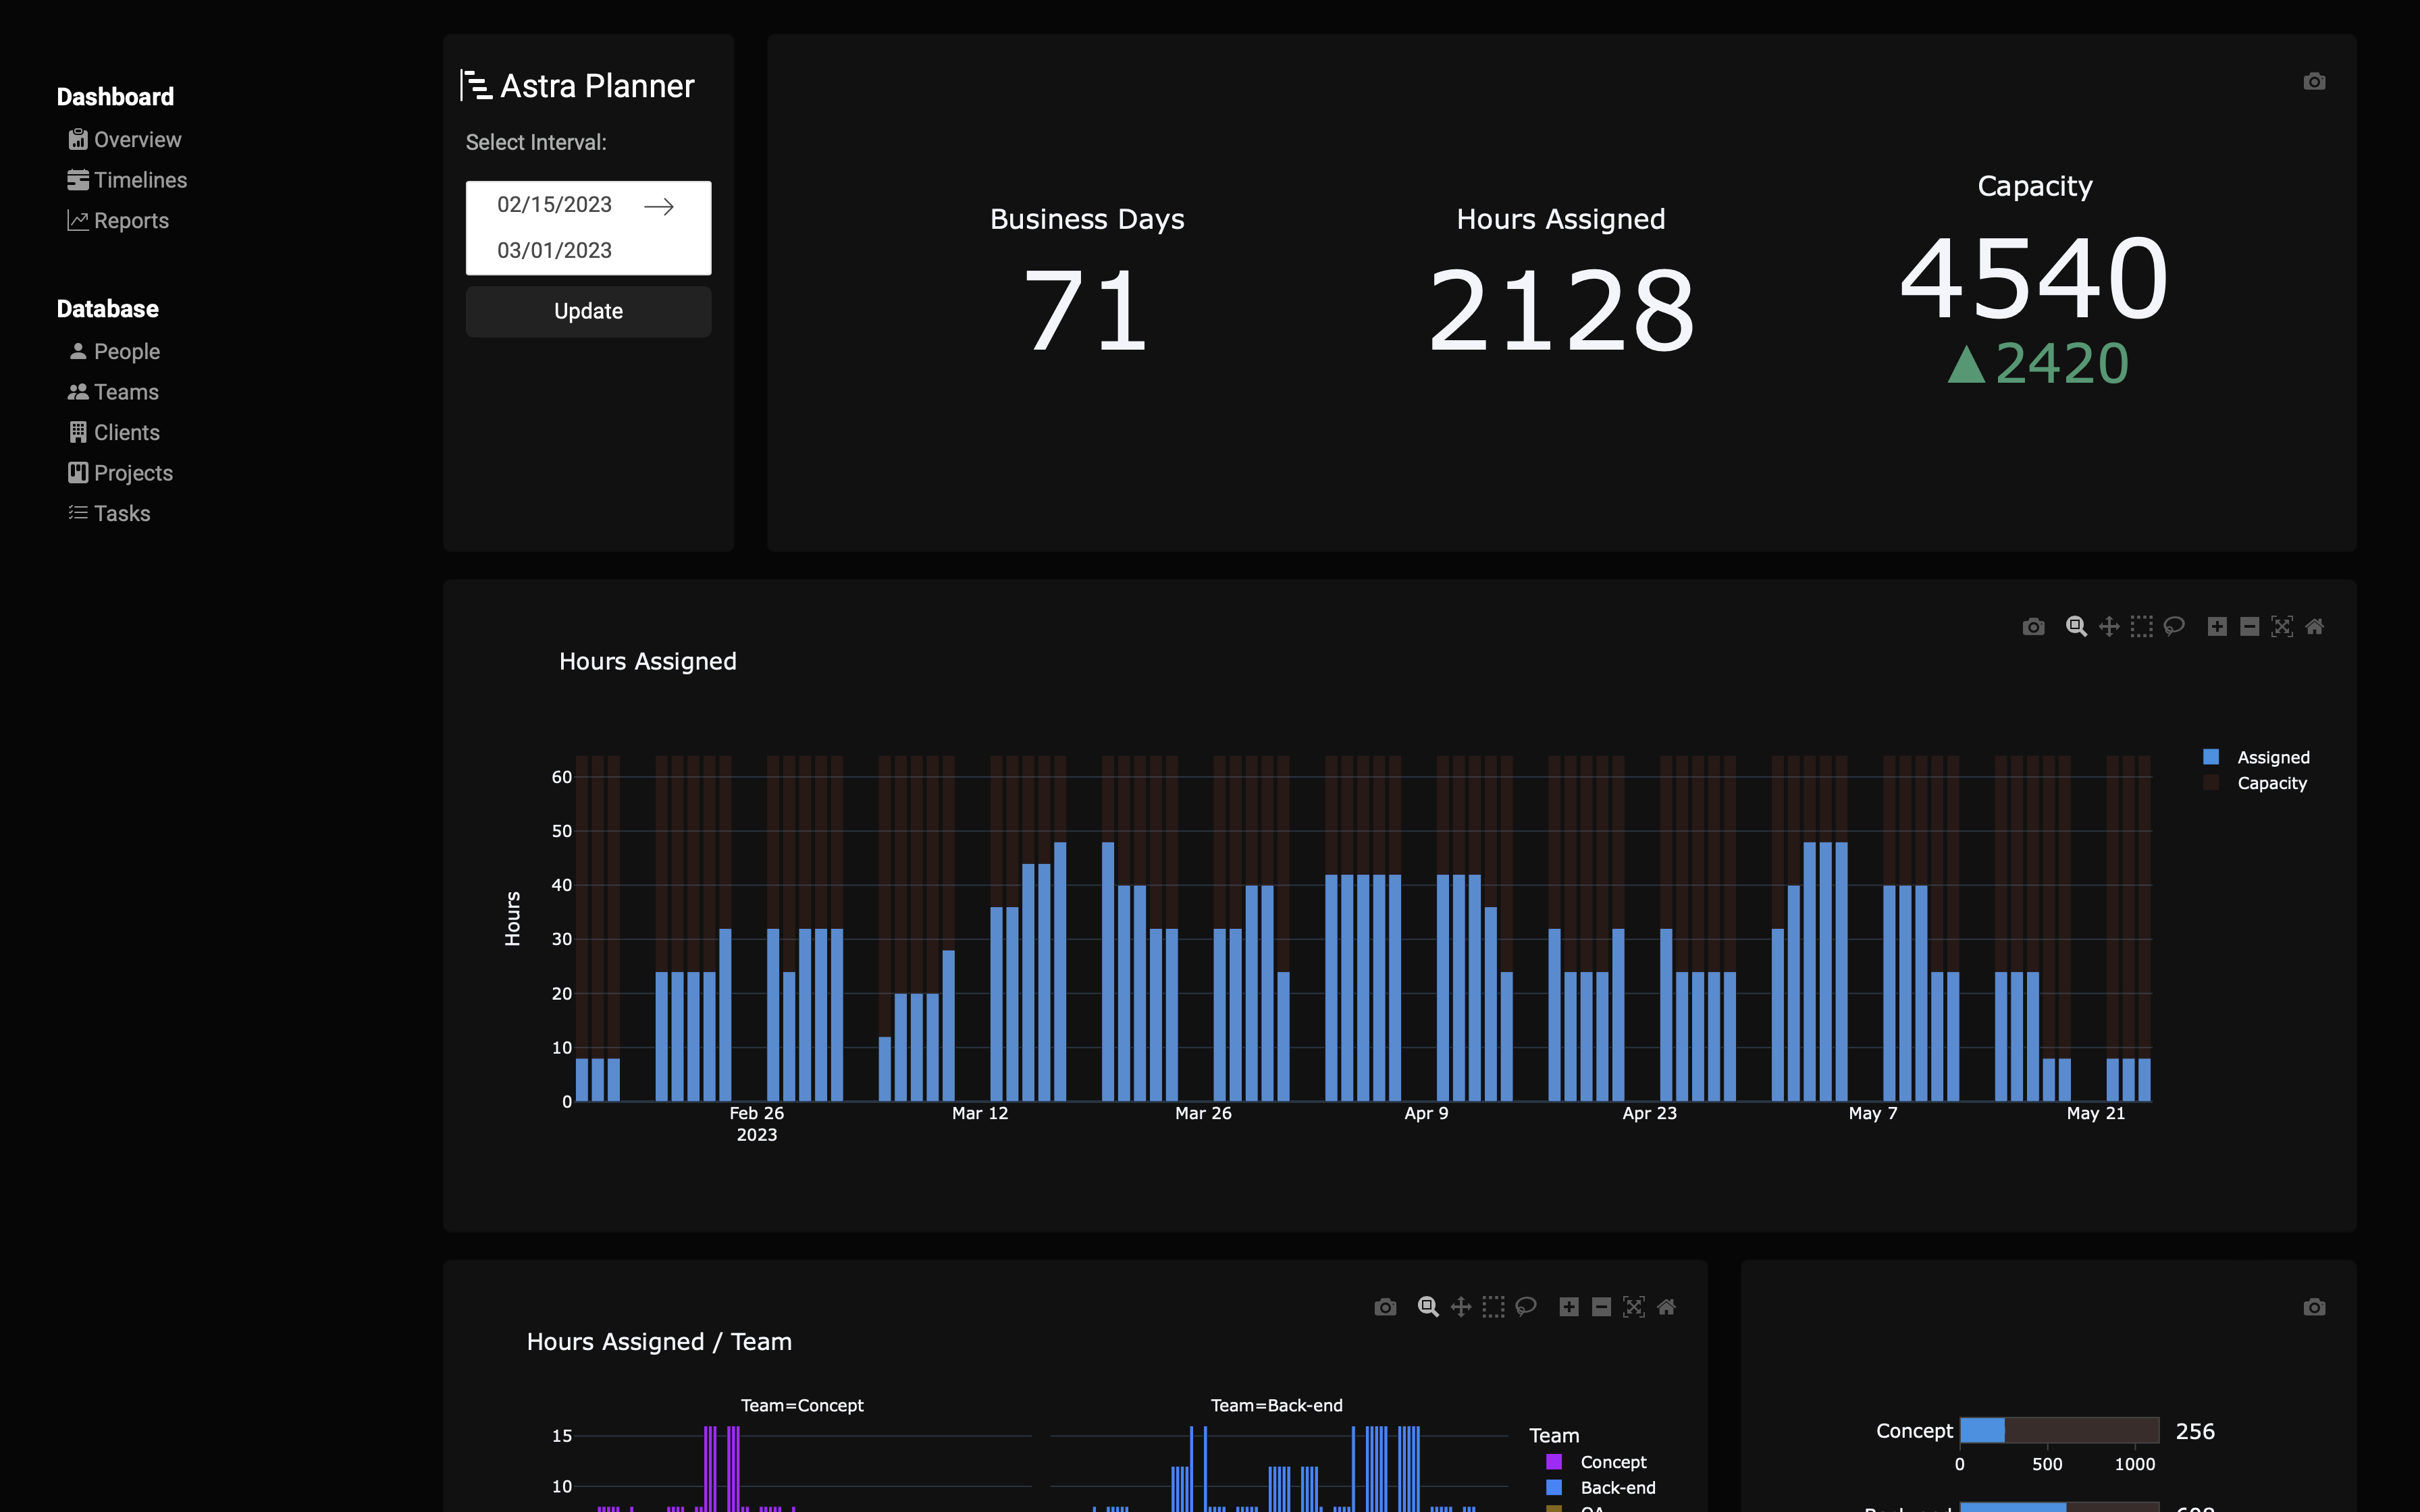 Dashboard
Overview
Timelines
Reports
Database
People
Teams
Clients
Projects
Tasks
Astra Planner
Select Interval:
02/15/2023
03/01/2023
Update
Business Days
71
Hours Assigned
2128
Capacity
4540
▲2420
Hours Assigned
Assigned
Capacity
Hours
60
50
40
30
20
10
0
Feb 26
2023
Mar 12
Mar 26
Apr 9
Apr 23
May 7
May 21
Hours Assigned / Team
Team=Concept
Team=Back-end
15
10
Team
Concept
Back-end
Concept
256
0
500
1000